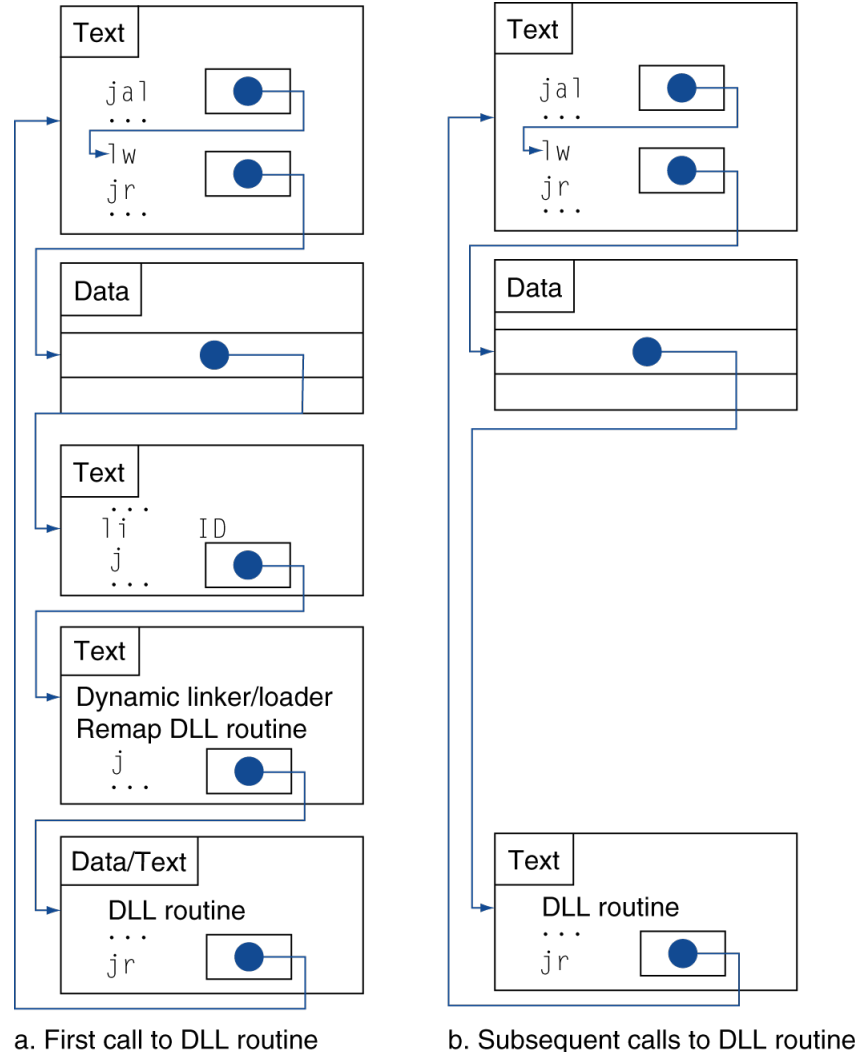 Text
jal
...
lw
jr
...
Data
Text
...
li ID
j
...
Text
Dynamic linker/loader
Remap DLL routine
j
...
Data/Text
DLL routine
...
jr
a. First call to DLL routine
Text
jal
...
lw
jr
...
Data
Text
DLL routine
...
jr
b. Subsequent calls to DLL routine